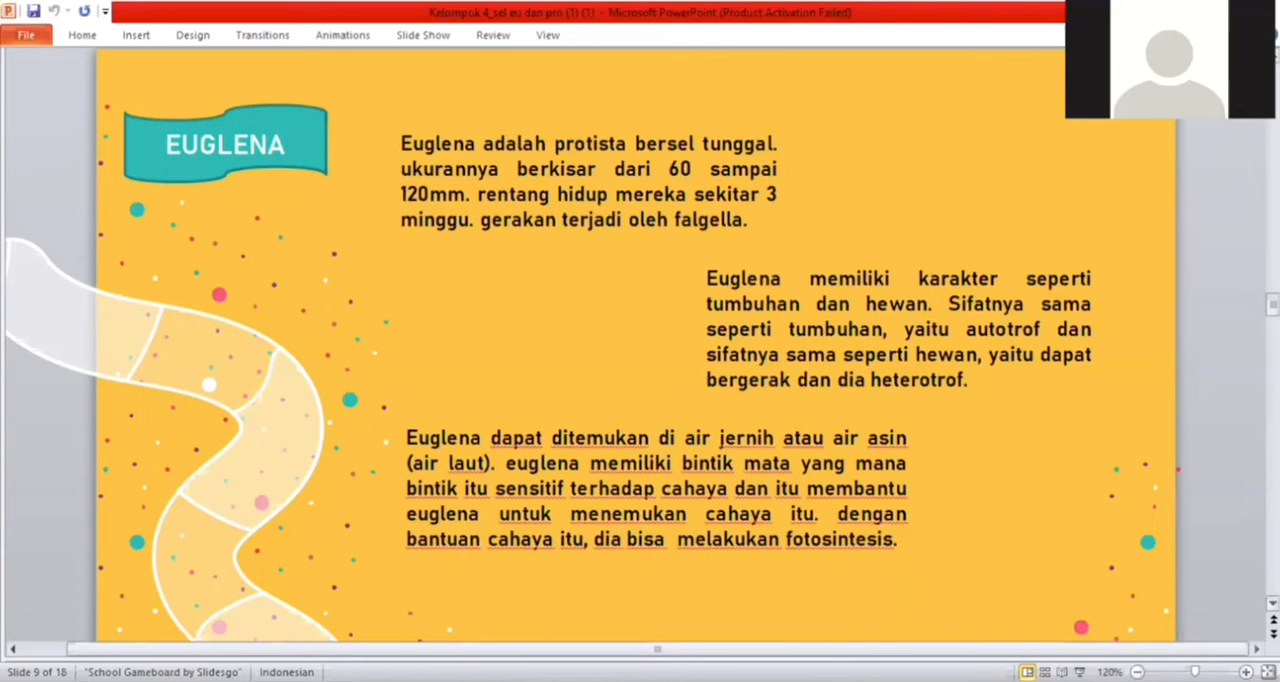 Kelompok 4_sel eu dan pro (1) (1) - Microsoft PowerPoint (Product Activation Failed)
File Home Insert Design Transitions Animations Slide Show Review View
EUGLENA
Euglena adalah protista bersel tunggal.
ukurannya berkisar dari 60 sampai
120mm. rentang hidup mereka sekitar 3
minggu. gerakan terjadi oleh falgella.
Euglena memiliki karakter seperti
tumbuhan dan hewan. Sifatnya sama
seperti tumbuhan, yaitu autotrof dan
sifatnya sama seperti hewan, yaitu dapat
bergerak dan dia heterotrof.
Euglena dapat ditemukan di air jernih atau air asin
(air laut). euglena memiliki bintik mata yang mana
bintik itu sensitif terhadap cahaya dan itu membantu
euglena untuk menemukan cahaya itu. dengan
bantuan cahaya itu, dia bisa melakukan fotosintesis.
Slide 9 of 18 "School Gameboard by Slidesgo" Indonesian 120%